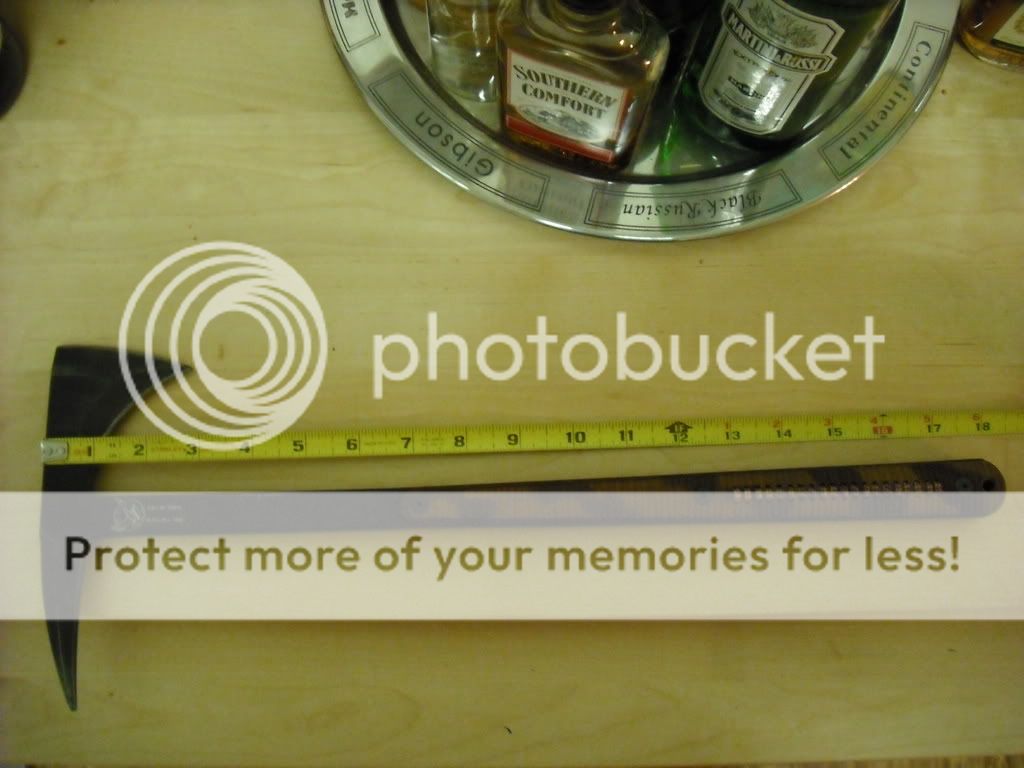 SOUTHERN
COMFORT
MARTINI & ROSSI
Gibson
Black Russian
Continental
photobucket
1 2 3 4 5 6 7 8 9 10 11 12 13 14 15 16 17 18
1F
Protect more of your memories for less!